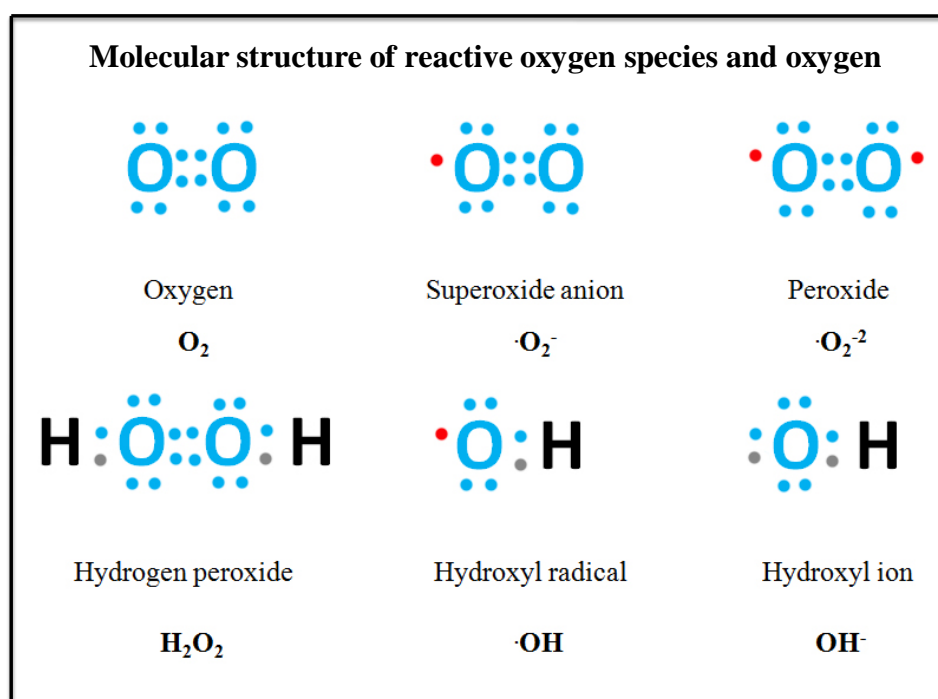 Molecular structure of reactive oxygen species and oxygen
O::O
·O::O
·O::O·
Oxygen
Superoxide anion
Peroxide
O₂
·O₂⁻
·O₂⁻²
H:O::O:H
·O:H
:O:H
Hydrogen peroxide
Hydroxyl radical
Hydroxyl ion
H₂O₂
·OH
OH⁻